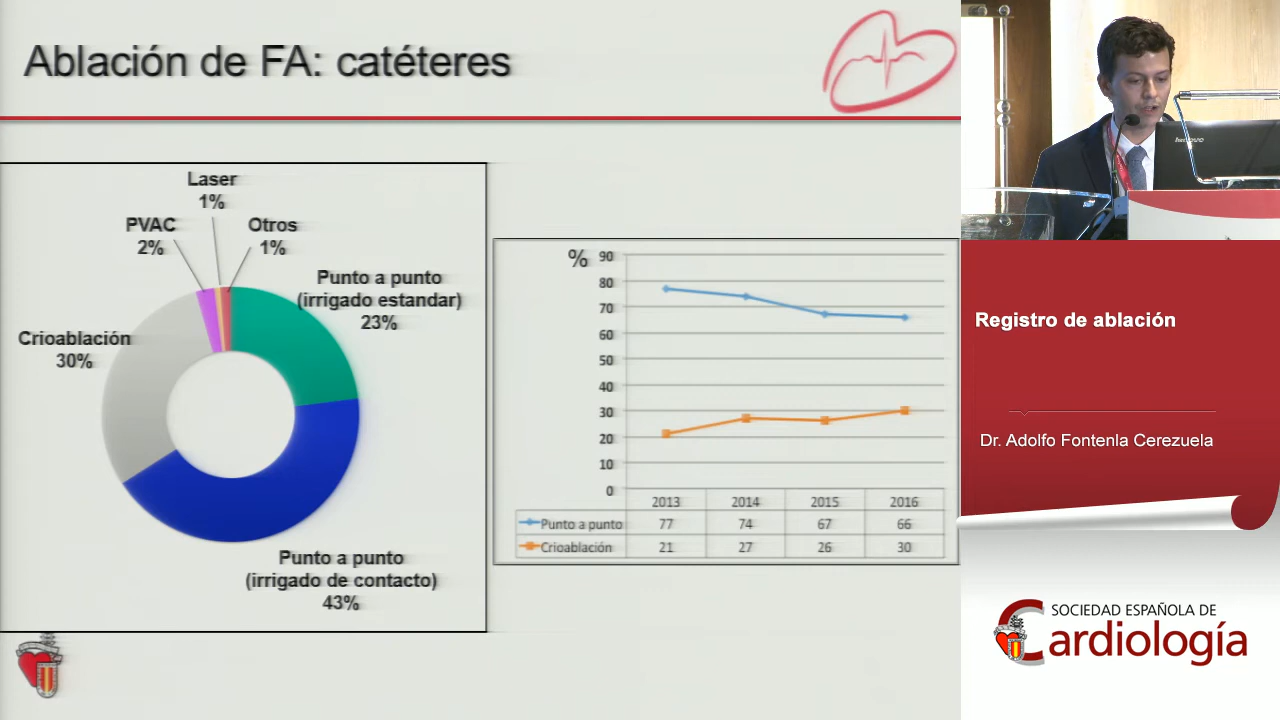 Ablación de FA: catéteres
Laser
1%
PVAC
2%
Otros
1%
Punto a punto
(irrigado estandar)
23%
Crioablación
30%
Punto a punto
(irrigado de contacto)
43%
%
90
80
70
60
50
40
30
20
10
0
2013 2014 2015 2016
Punto a punto 77 74 67 66
Crioablación 21 27 26 30
Registro de ablación
Dr. Adolfo Fontenla Cerezuela
SOCIEDAD ESPAÑOLA DE
Cardiología
lenovo